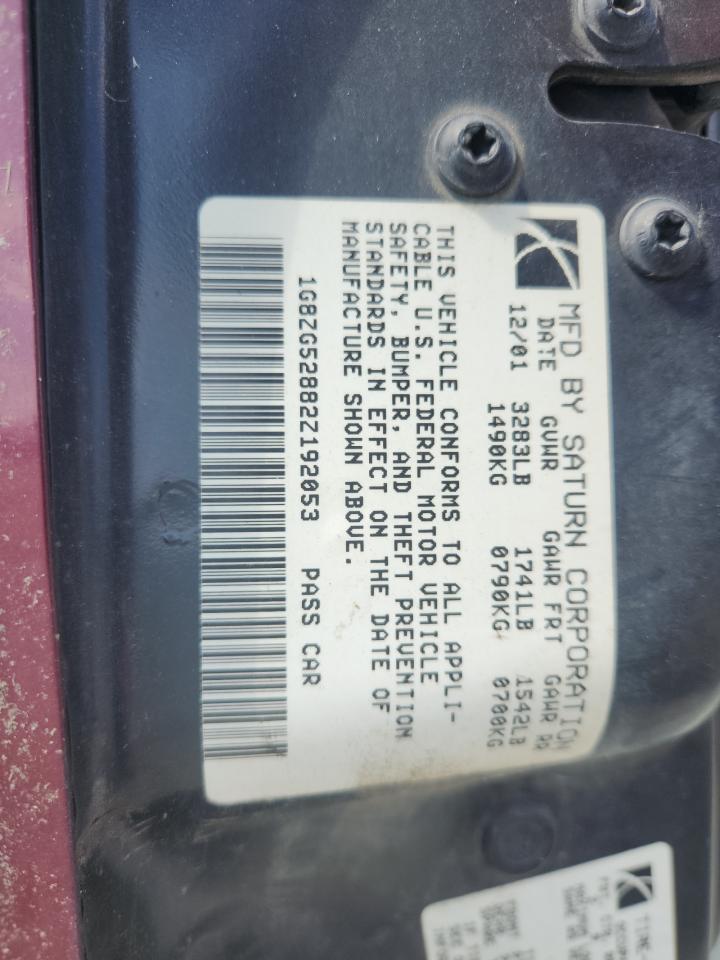 MFD BY SATURN CORPORATION
DATE GVWR GAWR FRT GAWR RR
12/01 3283LB 1741LB 1542LB
1490KG 0790KG 0700KG
THIS VEHICLE CONFORMS TO ALL APPLI-
CABLE U.S. FEDERAL MOTOR VEHICLE
SAFETY, BUMPER, AND THEFT PREVENTION
STANDARDS IN EFFECT ON THE DATE OF
MANUFACTURE SHOWN ABOVE.
1G8ZG52882Z192053 PASS CAR